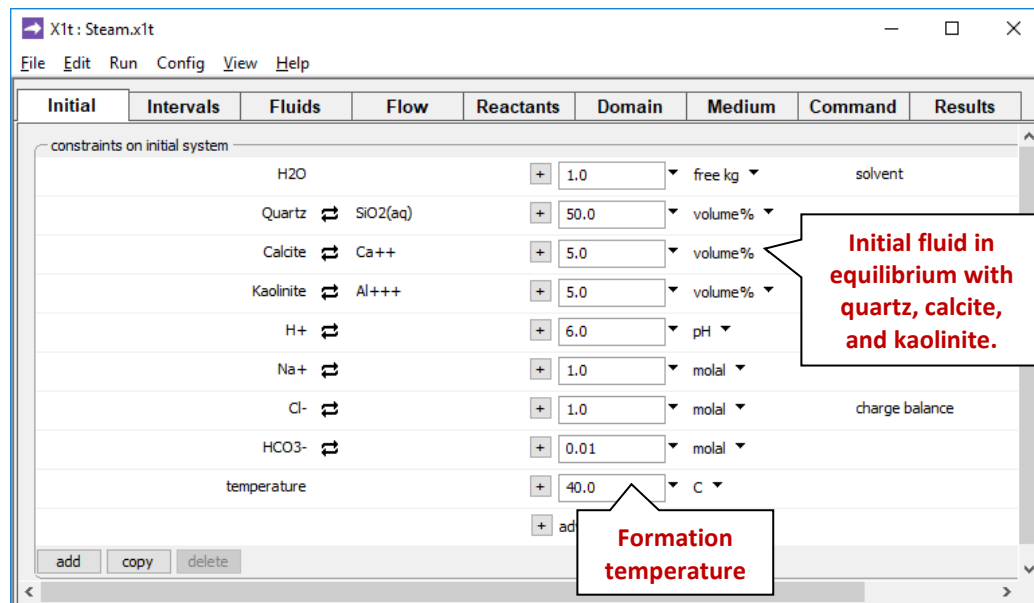 X1t : Steam.x1t
File Edit Run Config View Help
Initial Intervals Fluids Flow Reactants Domain Medium Command Results
constraints on initial system
H2O + 1.0 free kg solvent
Quartz SiO2(aq) + 50.0 volume%
Calcite Ca++ + 5.0 volume%
Kaolinite Al+++ + 5.0 volume%
H+ + 6.0 pH
Na+ + 1.0 molal
Cl- + 1.0 molal charge balance
HCO3- + 0.01 molal
temperature + 40.0 C
+
add copy delete
Initial fluid in
equilibrium with
quartz, calcite,
and kaolinite.
Formation
temperature